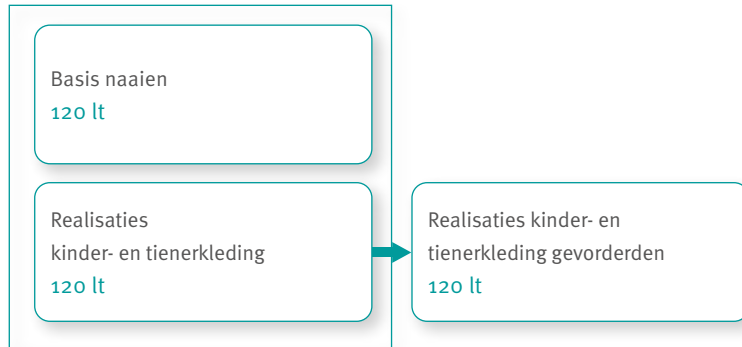 Basis naaien
120 lt
Realisaties
kinder- en tienerkleding
120 lt
Realisaties kinder- en
tienerkleding gevorderden
120 lt